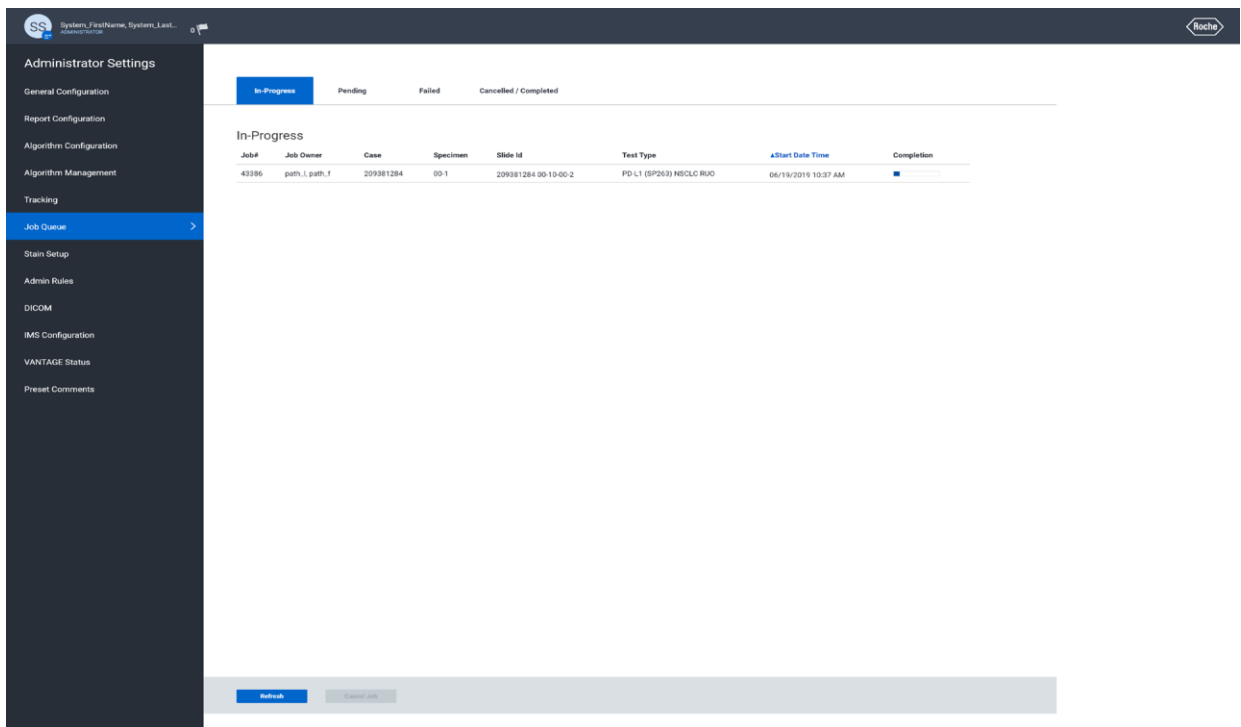 SS System_FirstName, System_Last...
ADMINISTRATOR
0
Roche
Administrator Settings
General Configuration
Report Configuration
Algorithm Configuration
Algorithm Management
Tracking
Job Queue
Stain Setup
Admin Rules
DICOM
IMS Configuration
VANTAGE Status
Preset Comments
In-Progress Pending Failed Cancelled / Completed
In-Progress
Job# Job Owner Case Specimen Slide Id Test Type ▲Start Date Time Completion
43386 path_l, path_f 209381284 00-1 209381284 00-10-00-2 PD-L1 (SP263) NSCLC RUO 06/19/2019 10:37 AM
Refresh Cancel Job